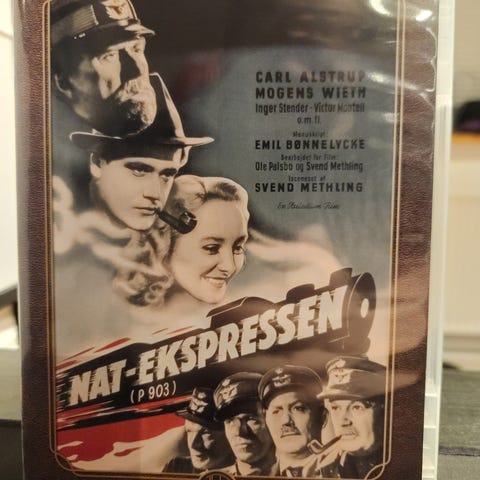 CARL ALSTRUP
MOGENS WIETH
Inger Stender · Victor Montell
o.m.fl.
Manuskript
EMIL BØNNELYCKE
Bearbejdet for Film:
Ole Palsbo og Svend Methling
Iscenesat af
SVEND METHLING
En Palladium Film
NAT-EKSPRESSEN
(P 903)